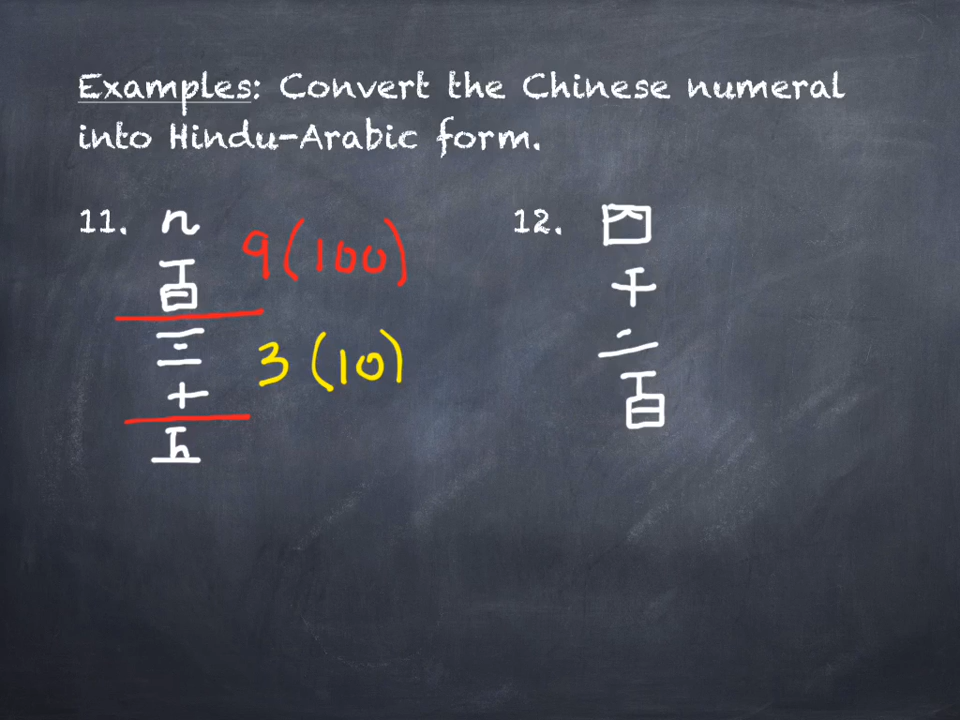 Examples: Convert the Chinese numeral
into Hindu-Arabic form.
11.
九
百
9(100)
三
十
3(10)
五
12.
四
千
二
百